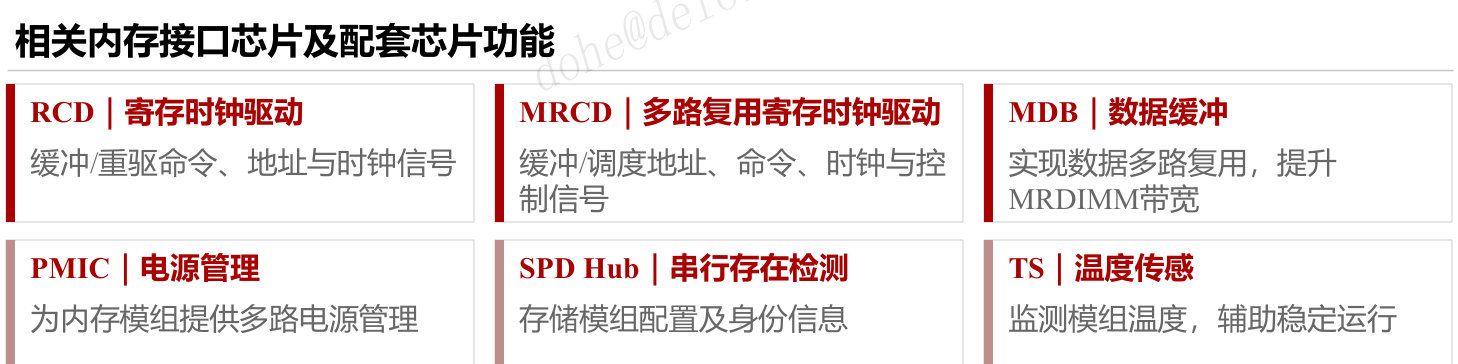 相关内存接口芯片及配套芯片功能
RCD｜寄存时钟驱动
缓冲/重驱命令、地址与时钟信号
MRCD｜多路复用寄存时钟驱动
缓冲/调度地址、命令、时钟与控
制信号
MDB｜数据缓冲
实现数据多路复用，提升
MRDIMM带宽
PMIC｜电源管理
为内存模组提供多路电源管理
SPD Hub｜串行存在检测
存储模组配置及身份信息
TS｜温度传感
监测模组温度，辅助稳定运行